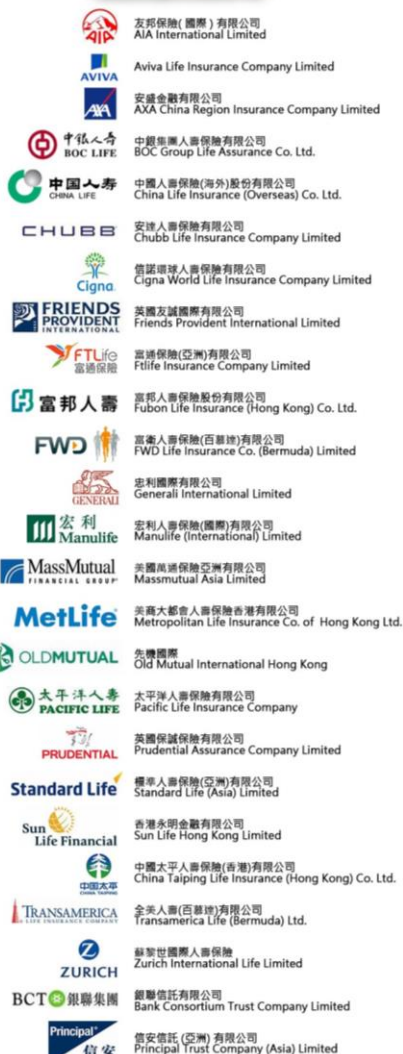 AIA
友邦保險( 國際 ) 有限公司
AIA International Limited
AVIVA
Aviva Life Insurance Company Limited
AXA
安盛金融有限公司
AXA China Region Insurance Company Limited
中銀人壽
BOC LIFE
中銀集團人壽保險有限公司
BOC Group Life Assurance Co. Ltd.
中国人寿
CHINA LIFE
中國人壽保險(海外)股份有限公司
China Life Insurance (Overseas) Co. Ltd.
CHUBB
安達人壽保險有限公司
Chubb Life Insurance Company Limited
Cigna.
信諾環球人壽保險有限公司
Cigna World Life Insurance Company Limited
FRIENDS
PROVIDENT
INTERNATIONAL
英國友誠國際有限公司
Friends Provident International Limited
FTLife
富通保險
富通保險(亞洲)有限公司
Ftlife Insurance Company Limited
富邦人壽
富邦人壽保險股份有限公司
Fubon Life Insurance (Hong Kong) Co. Ltd.
FWD
富衛人壽保險(百慕達)有限公司
FWD Life Insurance Co. (Bermuda) Limited
GENERALI
忠利國際有限公司
Generali International Limited
宏利
Manulife
宏利人壽保險(國際)有限公司
Manulife (International) Limited
MassMutual
FINANCIAL GROUP
美國萬通保險亞洲有限公司
Massmutual Asia Limited
MetLife
美商大都會人壽保險香港有限公司
Metropolitan Life Insurance Co. of Hong Kong Ltd.
OLDMUTUAL
先機國際
Old Mutual International Hong Kong
太平洋人壽
PACIFIC LIFE
太平洋人壽保險有限公司
Pacific Life Insurance Company
PRUDENTIAL
英國保誠保險有限公司
Prudential Assurance Company Limited
Standard Life
標準人壽保險(亞洲)有限公司
Standard Life (Asia) Limited
Sun
Life Financial
香港永明金融有限公司
Sun Life Hong Kong Limited
中国太平
CHINA TAIPING
中國太平人壽保險(香港)有限公司
China Taiping Life Insurance (Hong Kong) Co. Ltd.
TRANSAMERICA
LIFE INSURANCE COMPANY
全美人壽(百慕達)有限公司
Transamerica Life (Bermuda) Ltd.
ZURICH
蘇黎世國際人壽保險
Zurich International Life Limited
BCT 銀聯集團
銀聯信託有限公司
Bank Consortium Trust Company Limited
Principal
信安
信安信託 (亞洲) 有限公司
Principal Trust Company (Asia) Limited